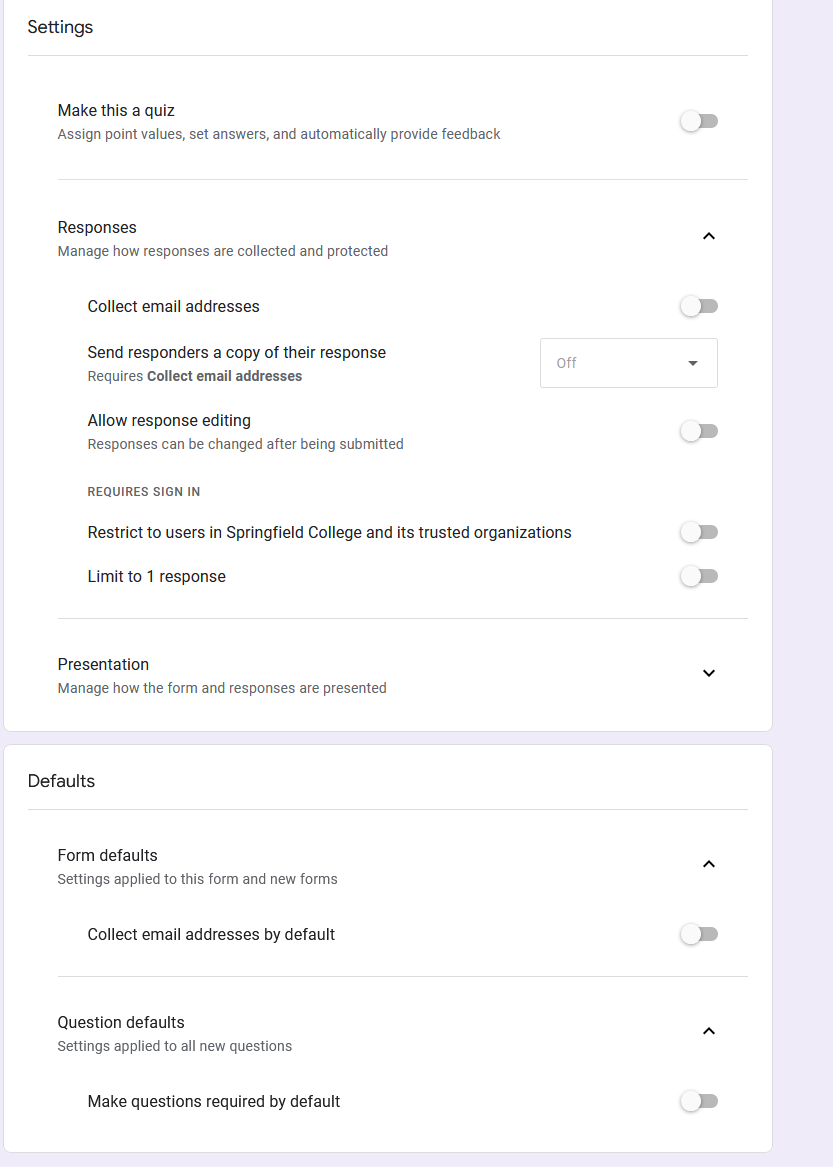 Settings
Make this a quiz
Assign point values, set answers, and automatically provide feedback
Responses
Manage how responses are collected and protected
Collect email addresses
Send responders a copy of their response
Requires Collect email addresses
Off
Allow response editing
Responses can be changed after being submitted
REQUIRES SIGN IN
Restrict to users in Springfield College and its trusted organizations
Limit to 1 response
Presentation
Manage how the form and responses are presented
Defaults
Form defaults
Settings applied to this form and new forms
Collect email addresses by default
Question defaults
Settings applied to all new questions
Make questions required by default